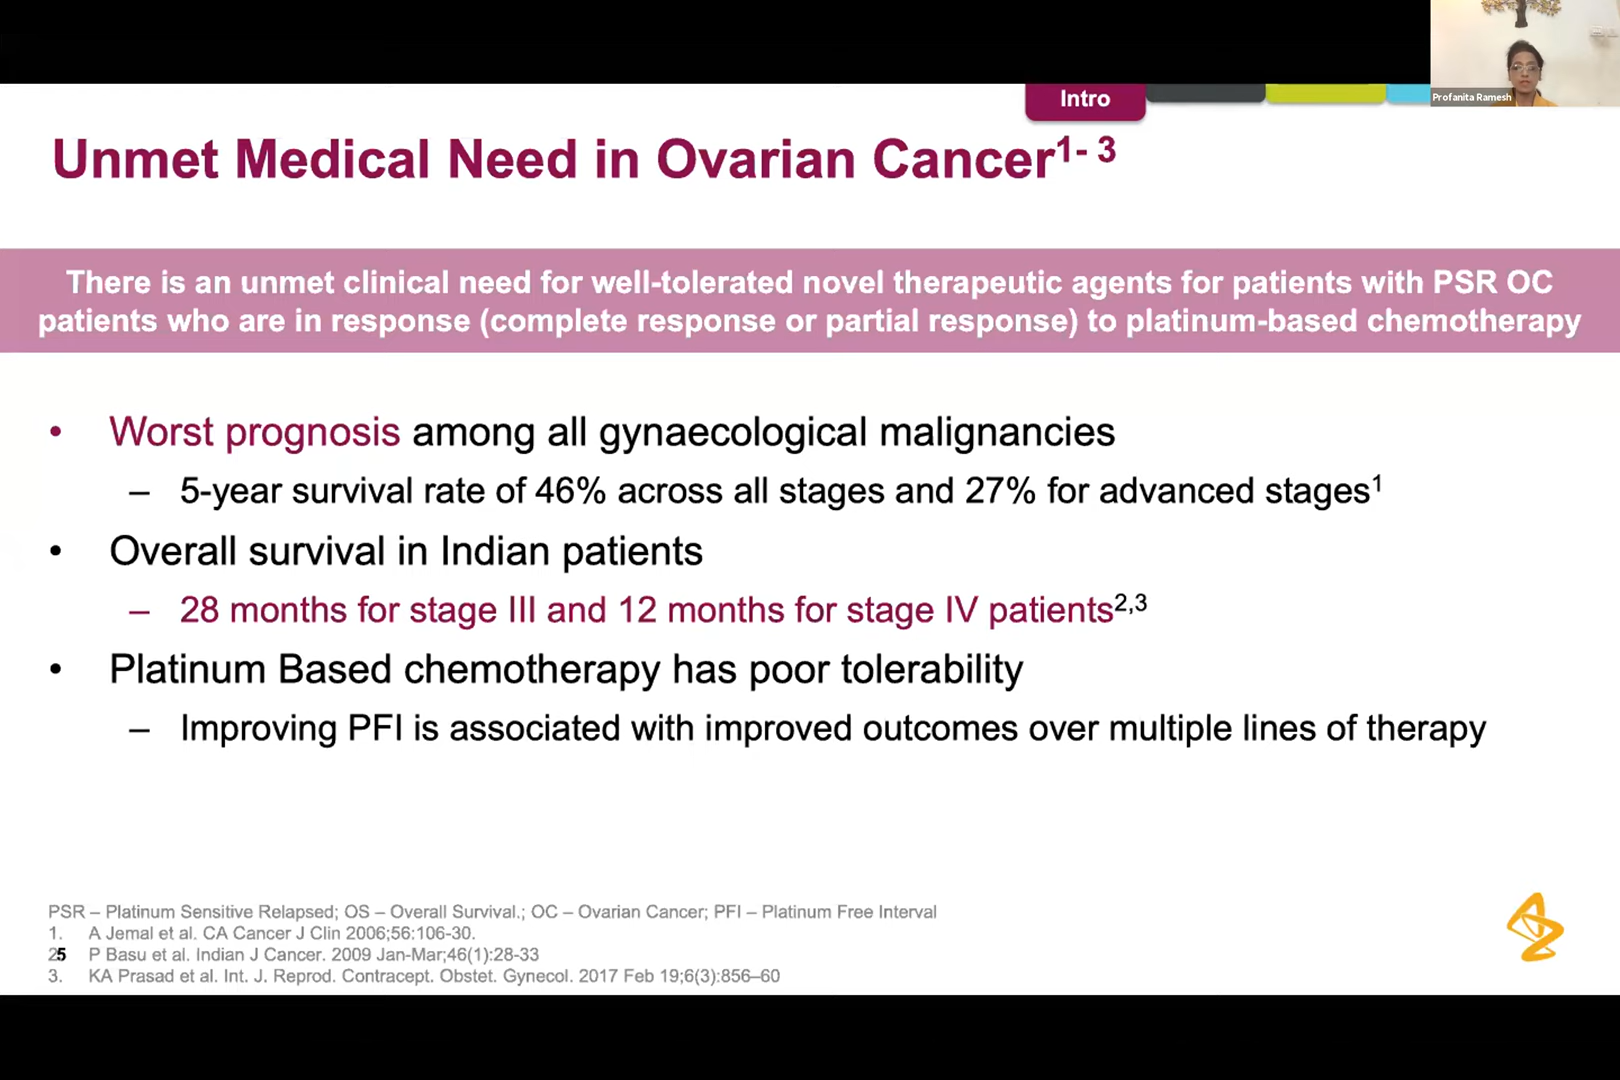 Intro
Profanita Ramesh
Unmet Medical Need in Ovarian Cancer1- 3
There is an unmet clinical need for well-tolerated novel therapeutic agents for patients with PSR OC
patients who are in response (complete response or partial response) to platinum-based chemotherapy
• Worst prognosis among all gynaecological malignancies
– 5-year survival rate of 46% across all stages and 27% for advanced stages1
• Overall survival in Indian patients
– 28 months for stage III and 12 months for stage IV patients2,3
• Platinum Based chemotherapy has poor tolerability
– Improving PFI is associated with improved outcomes over multiple lines of therapy
PSR – Platinum Sensitive Relapsed; OS – Overall Survival.; OC – Ovarian Cancer; PFI – Platinum Free Interval
1. A Jemal et al. CA Cancer J Clin 2006;56:106-30.
25 P Basu et al. Indian J Cancer. 2009 Jan-Mar;46(1):28-33
3. KA Prasad et al. Int. J. Reprod. Contracept. Obstet. Gynecol. 2017 Feb 19;6(3):856–60